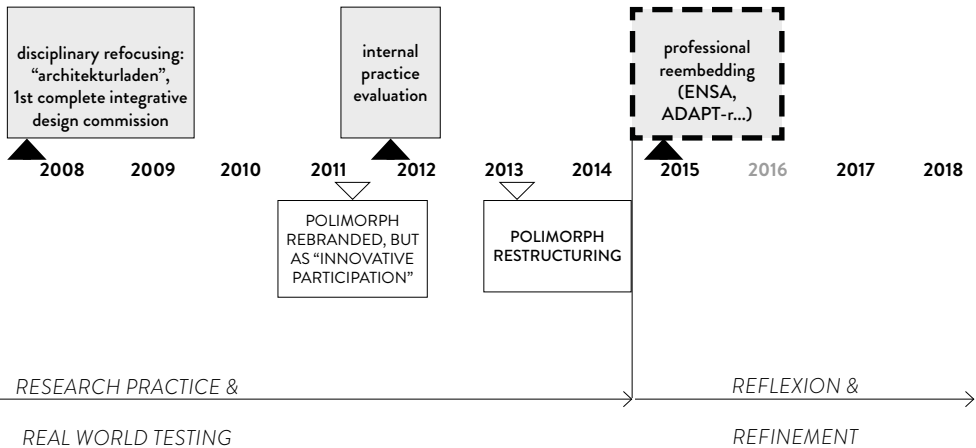 disciplinary refocusing:
“architekturladen”,
1st complete integrative
design commission
internal
practice
evaluation
professional
reembedding
(ENSA,
ADAPT-r...)
2008 2009 2010 2011 2012 2013 2014 2015 2016 2017 2018
POLIMORPH
REBRANDED, BUT
AS “INNOVATIVE
PARTICIPATION”
POLIMORPH
RESTRUCTURING
RESEARCH PRACTICE &
REAL WORLD TESTING
REFLEXION &
REFINEMENT